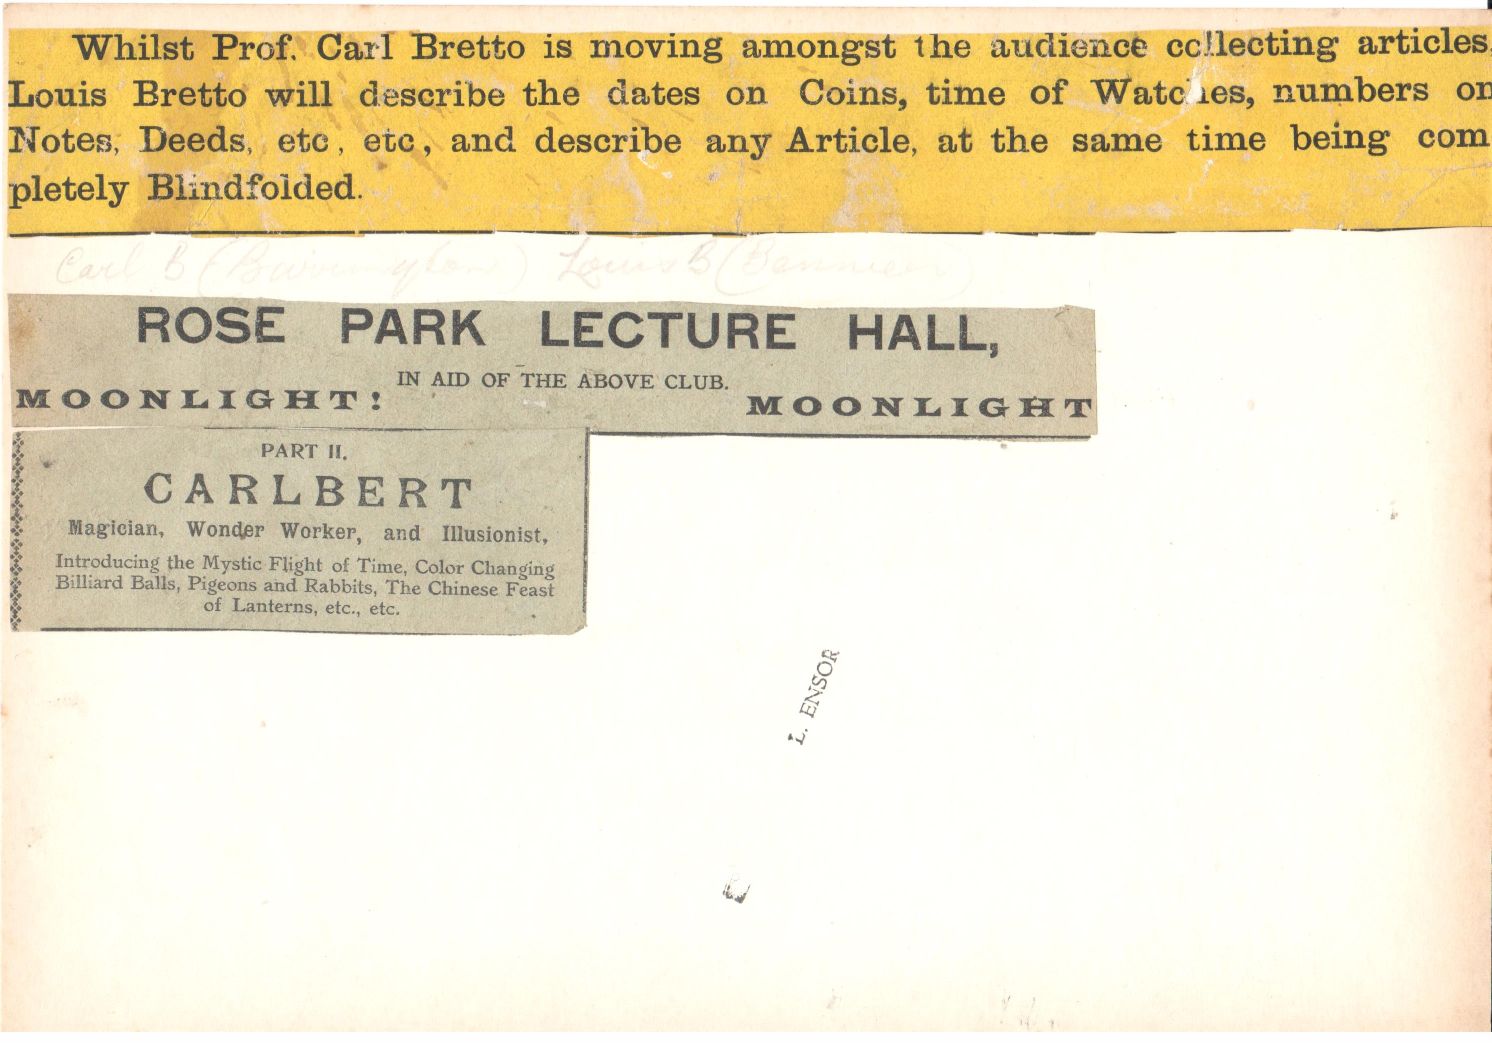 Whilst Prof. Carl Bretto is moving amongst the audience collecting articles,
Louis Bretto will describe the dates on Coins, time of Watches, numbers on
Notes, Deeds, etc, etc, and describe any Article, at the same time being com
pletely Blindfolded.
Carl B (Barrington) Louis B (
ROSE PARK LECTURE HALL,
IN AID OF THE ABOVE CLUB.
MOONLIGHT! MOONLIGHT
PART II.
CARLBERT
Magician, Wonder Worker, and Illusionist,
Introducing the Mystic Flight of Time, Color Changing
Billiard Balls, Pigeons and Rabbits, The Chinese Feast
of Lanterns, etc., etc.
L. ENSOR